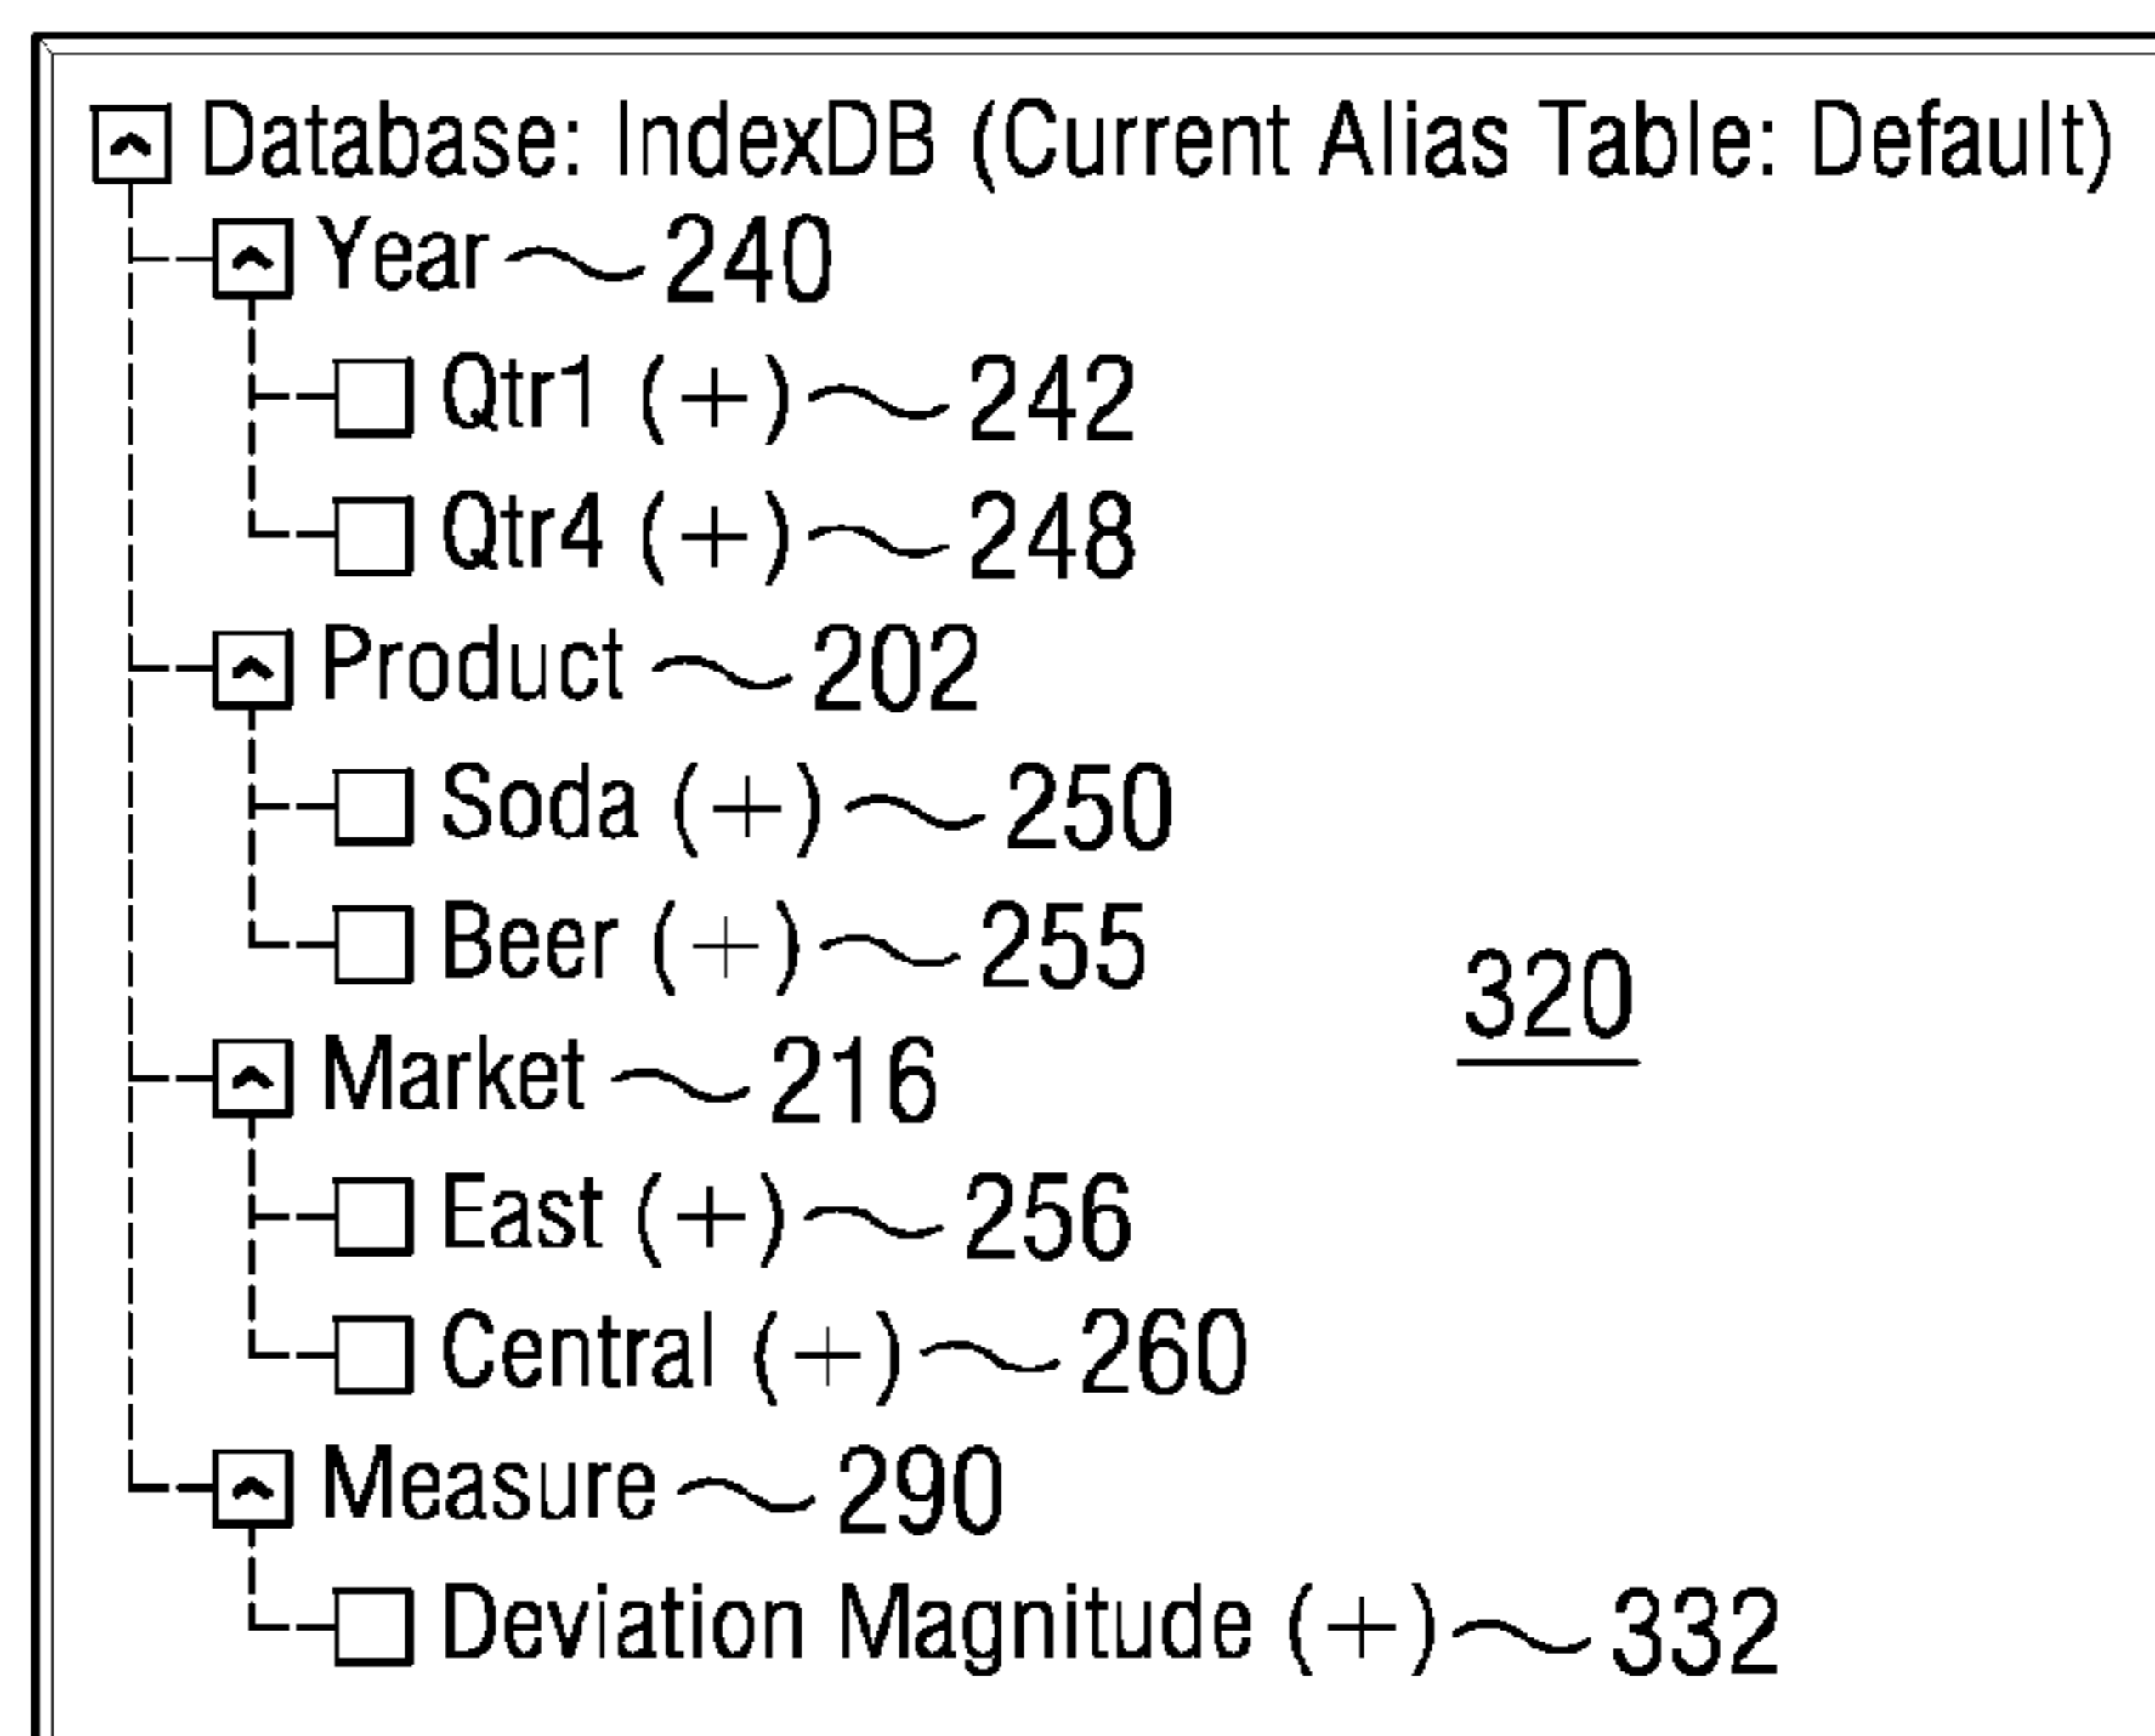 Database: IndexDB (Current Alias Table: Default)
Year 240
Qtr1 (+) 242
Qtr4 (+) 248
Product 202
Soda (+) 250
Beer (+) 255
320
Market 216
East (+) 256
Central (+) 260
Measure 290
Deviation Magnitude (+) 332